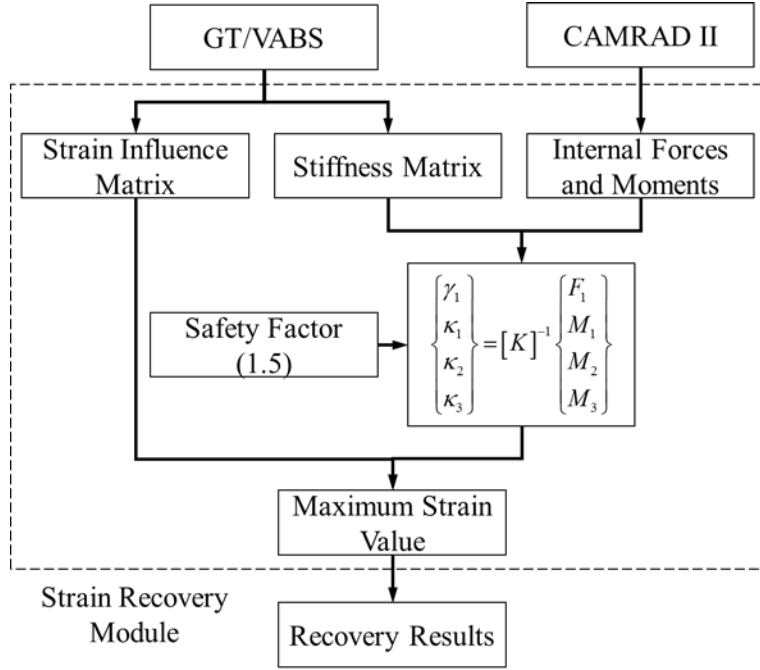 GT/VABS
CAMRAD II
Strain Influence
Matrix
Stiffness Matrix
Internal Forces
and Moments
Safety Factor
(1.5)
{γ₁ κ₁ κ₂ κ₃} = [K]⁻¹ {F₁ M₁ M₂ M₃}
Maximum Strain
Value
Strain Recovery
Module
Recovery Results